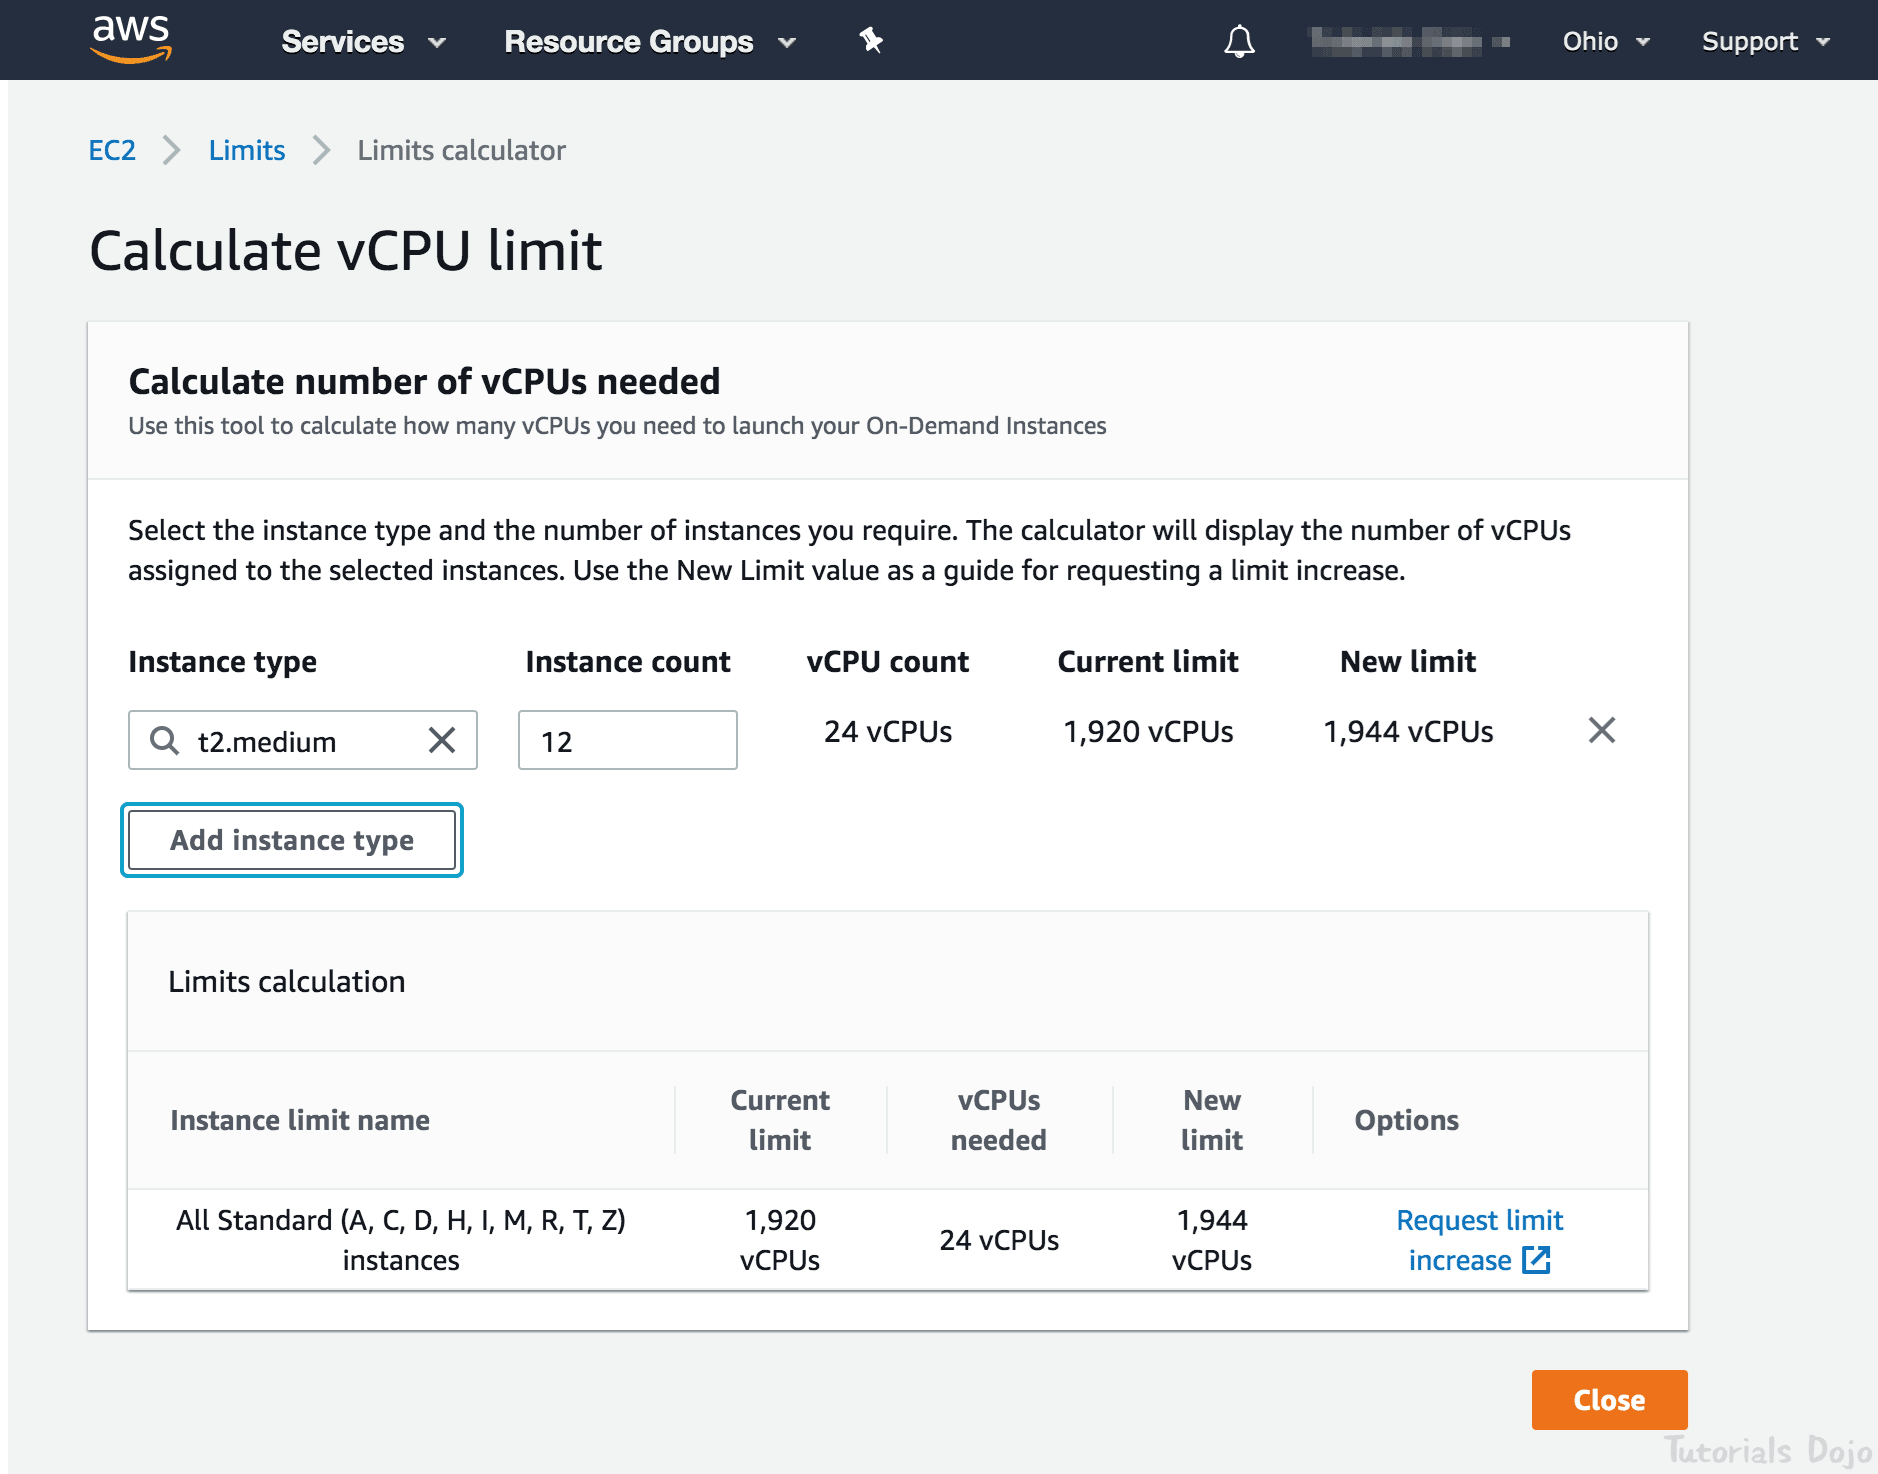 aws Services Resource Groups Ohio Support
EC2 Limits Limits calculator
Calculate vCPU limit
Calculate number of vCPUs needed
Use this tool to calculate how many vCPUs you need to launch your On-Demand Instances
Select the instance type and the number of instances you require. The calculator will display the number of vCPUs
assigned to the selected instances. Use the New Limit value as a guide for requesting a limit increase.
Instance type Instance count vCPU count Current limit New limit
t2.medium 12 24 vCPUs 1,920 vCPUs 1,944 vCPUs
Add instance type
Limits calculation
Instance limit name
Current
limit
vCPUs
needed
New
limit
Options
All Standard (A, C, D, H, I, M, R, T, Z)
instances
1,920
vCPUs
24 vCPUs
1,944
vCPUs
Request limit
increase
Close
Tutorials Dojo